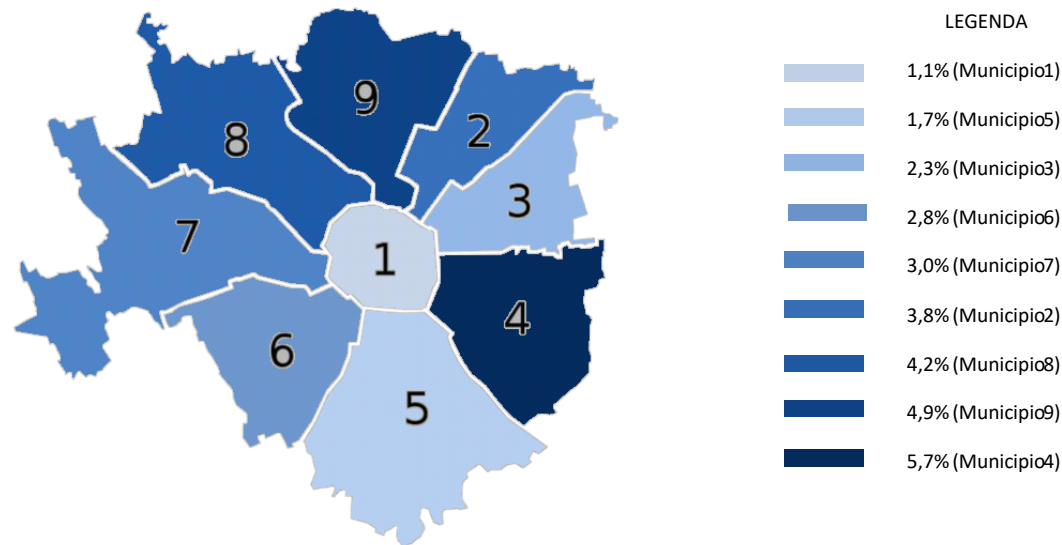 LEGENDA
1,1% (Municipio1)
1,7% (Municipio5)
2,3% (Municipio3)
2,8% (Municipio6)
3,0% (Municipio7)
3,8% (Municipio2)
4,2% (Municipio8)
4,9% (Municipio9)
5,7% (Municipio4)
9
2
8
3
7
1
4
6
5